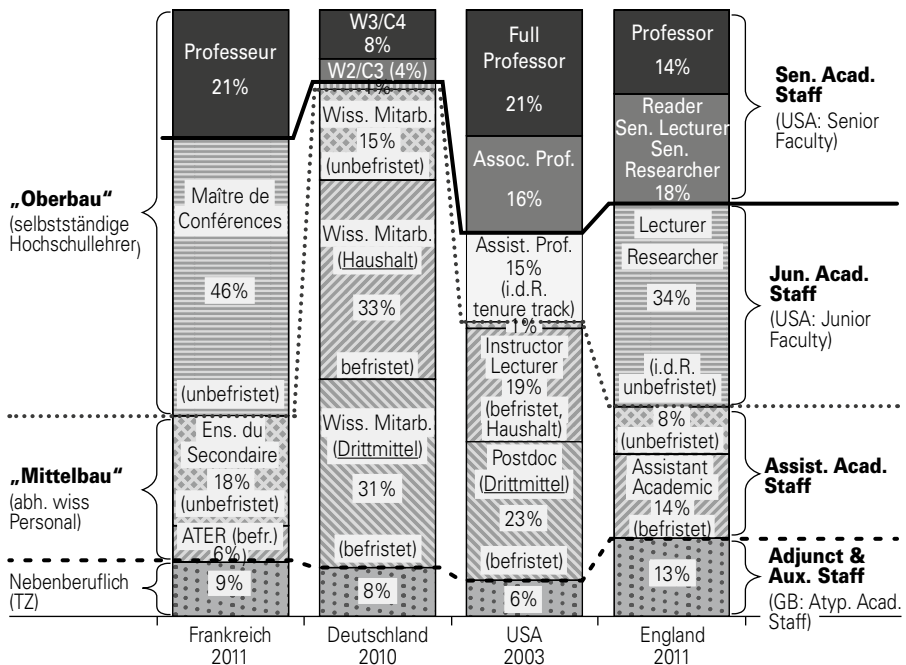 „Oberbau“
(selbstständige
Hochschullehrer)
„Mittelbau“
(abh. wiss
Personal)
Nebenberuflich
(TZ)
Professeur
21%
Maître de
Conférences
46%
(unbefristet)
Ens. du
Secondaire
18%
(unbefristet)
ATER (befr.)
6%)
9%
Frankreich
2011
W3/C4
8%
W2/C3 (4%)
1%
Wiss. Mitarb.
15%
(unbefristet)
Wiss. Mitarb.
(Haushalt)
33%
befristet)
Wiss. Mitarb.
(Drittmittel)
31%
(befristet)
8%
Deutschland
2010
Full
Professor
21%
Assoc. Prof.
16%
Assist. Prof.
15%
(i.d.R.
tenure track)
1%
Instructor
Lecturer
19%
(befristet,
Haushalt)
Postdoc
(Drittmittel)
23%
(befristet)
6%
USA
2003
Professor
14%
Reader
Sen. Lecturer
Sen.
Researcher
18%
Lecturer
Researcher
34%
(i.d.R.
unbefristet)
8%
(unbefristet)
Assistant
Academic
14%
(befristet)
13%
England
2011
Sen. Acad.
Staff
(USA: Senior
Faculty)
Jun. Acad.
Staff
(USA: Junior
Faculty)
Assist. Acad.
Staff
Adjunct &
Aux. Staff
(GB: Atyp. Acad.
Staff)